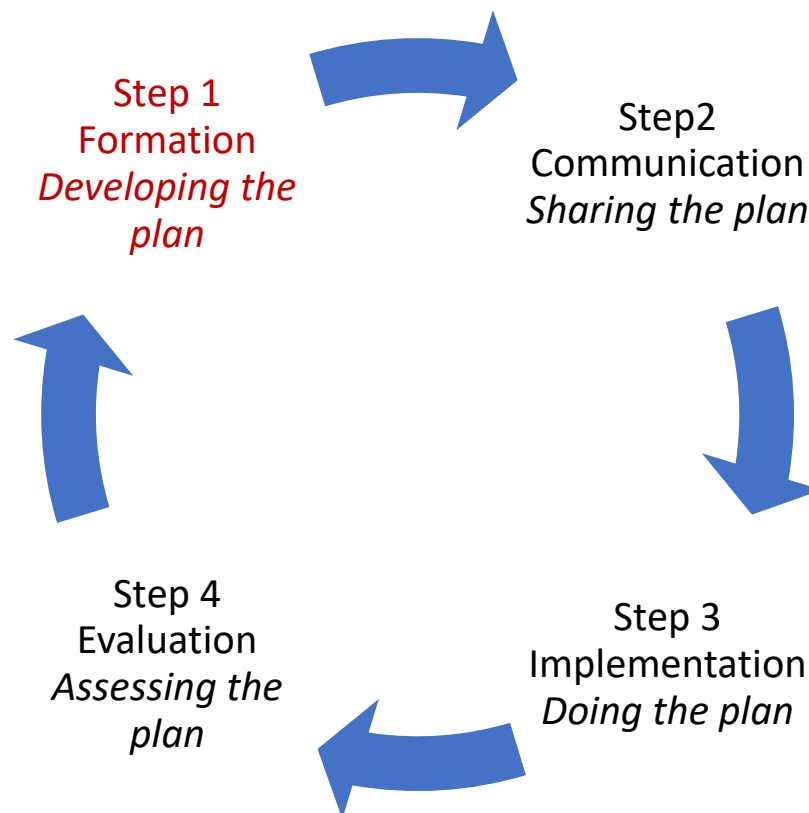 Step 1
Formation
Developing the
plan
Step2
Communication
Sharing the plan
Step 3
Implementation
Doing the plan
Step 4
Evaluation
Assessing the
plan